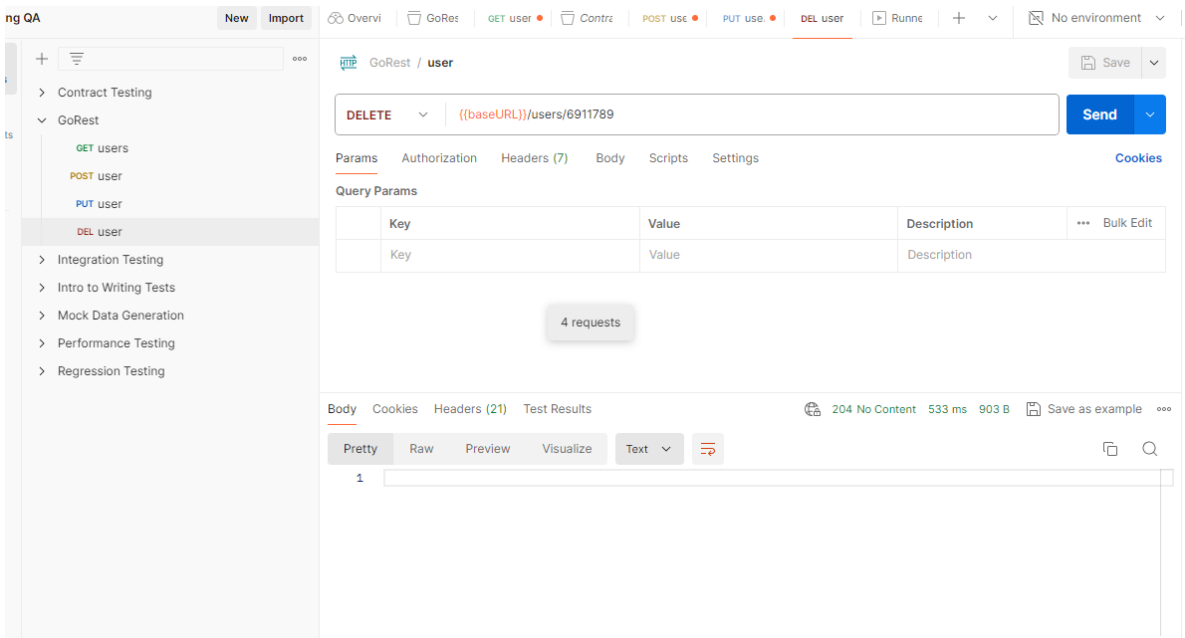 ng QA New Import Overvi GoRes GET user Contra POST use PUT use. DEL user Runne No environment
GoRest / user Save
s
Contract Testing
DELETE {{baseURL}}/users/6911789 Send
GoRest
ts
GET users
Params Authorization Headers (7) Body Scripts Settings Cookies
POST user
Query Params
PUT user
Key Value Description Bulk Edit
DEL user
Key Value Description
Integration Testing
Intro to Writing Tests
Mock Data Generation
4 requests
Performance Testing
Regression Testing
Body Cookies Headers (21) Test Results 204 No Content 533 ms 903 B Save as example
Pretty Raw Preview Visualize Text
1